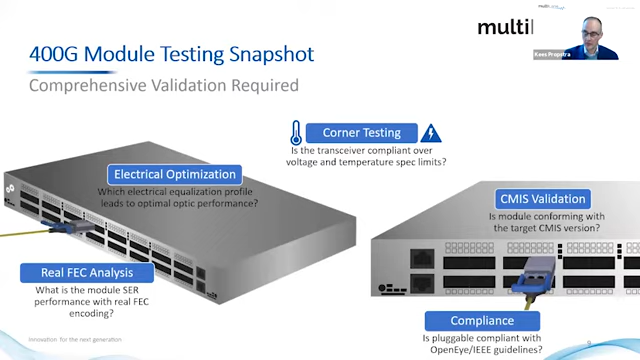 multil
Kees Propstra
400G Module Testing Snapshot
Comprehensive Validation Required
Corner Testing
Is the transceiver compliant over
voltage and temperature spec limits?
Electrical Optimization
Which electrical equalization profile
leads to optimal optic performance?
CMIS Validation
Is module conforming with
the target CMIS version?
Real FEC Analysis
What is the module SER
performance with real FEC
encoding?
Compliance
Is pluggable compliant with
OpenEye/IEEE guidelines?
Innovation for the next generation